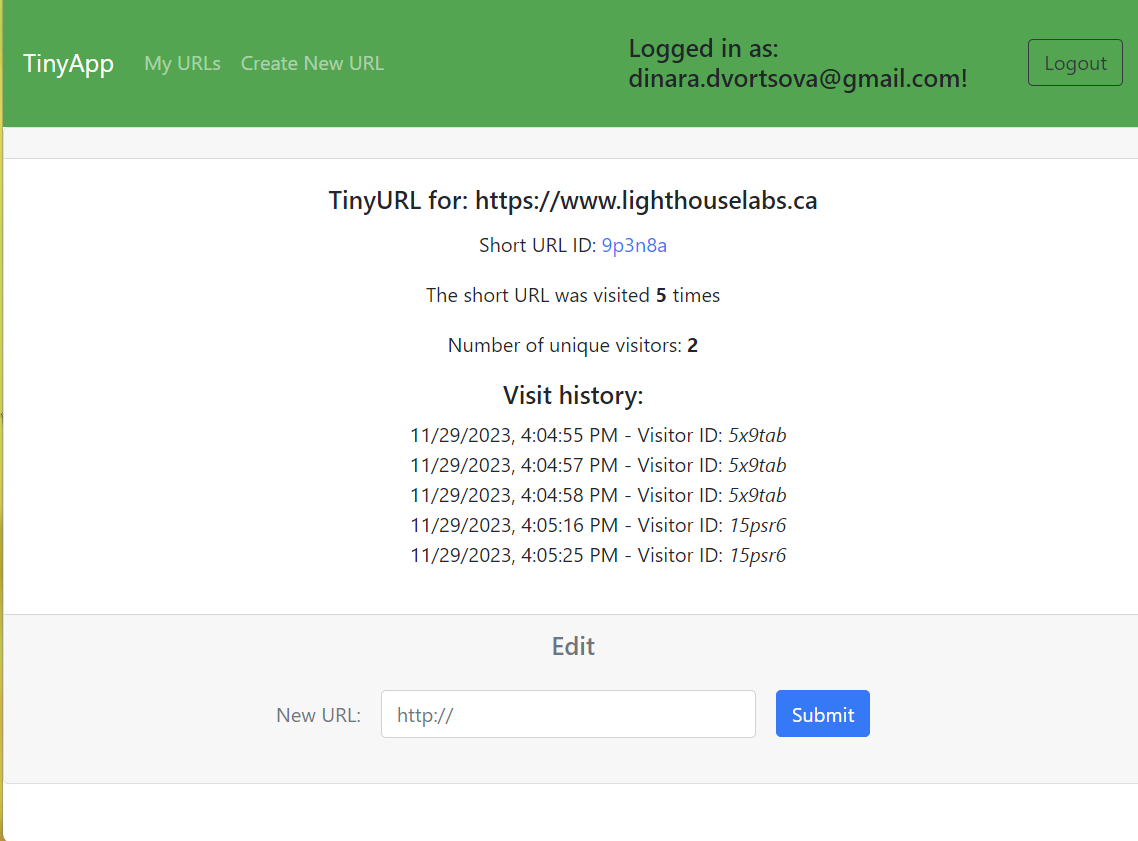 TinyApp My URLs Create New URL
Logged in as:
dinara.dvortsova@gmail.com!
Logout
TinyURL for: https://www.lighthouselabs.ca
Short URL ID: 9p3n8a
The short URL was visited 5 times
Number of unique visitors: 2
Visit history:
11/29/2023, 4:04:55 PM - Visitor ID: 5x9tab
11/29/2023, 4:04:57 PM - Visitor ID: 5x9tab
11/29/2023, 4:04:58 PM - Visitor ID: 5x9tab
11/29/2023, 4:05:16 PM - Visitor ID: 15psr6
11/29/2023, 4:05:25 PM - Visitor ID: 15psr6
Edit
New URL: http:// Submit